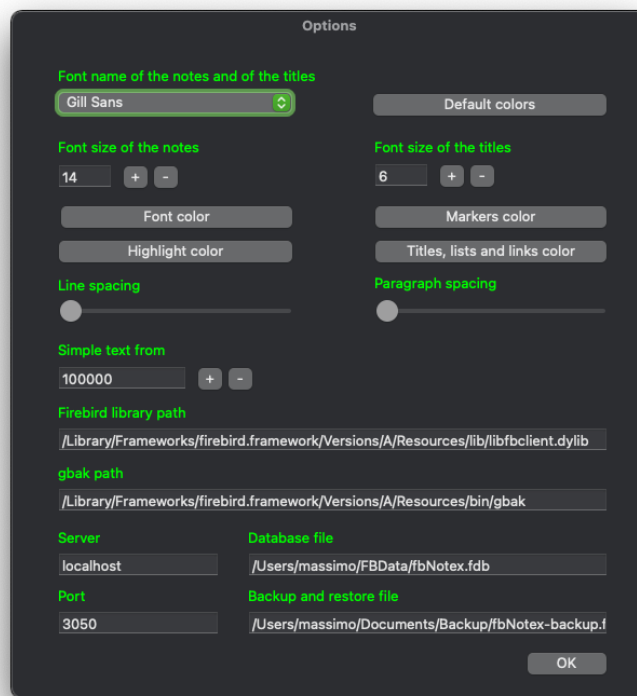 Options
Font name of the notes and of the titles
Gill Sans
Default colors
Font size of the notes
Font size of the titles
14
+
-
6
+
-
Font color
Markers color
Highlight color
Titles, lists and links color
Line spacing
Paragraph spacing
Simple text from
100000
+
-
Firebird library path
/Library/Frameworks/firebird.framework/Versions/A/Resources/lib/libfbclient.dylib
gbak path
/Library/Frameworks/firebird.framework/Versions/A/Resources/bin/gbak
Server
Database file
localhost
/Users/massimo/FBData/fbNotex.fdb
Port
Backup and restore file
3050
/Users/massimo/Documents/Backup/fbNotex-backup.f
OK